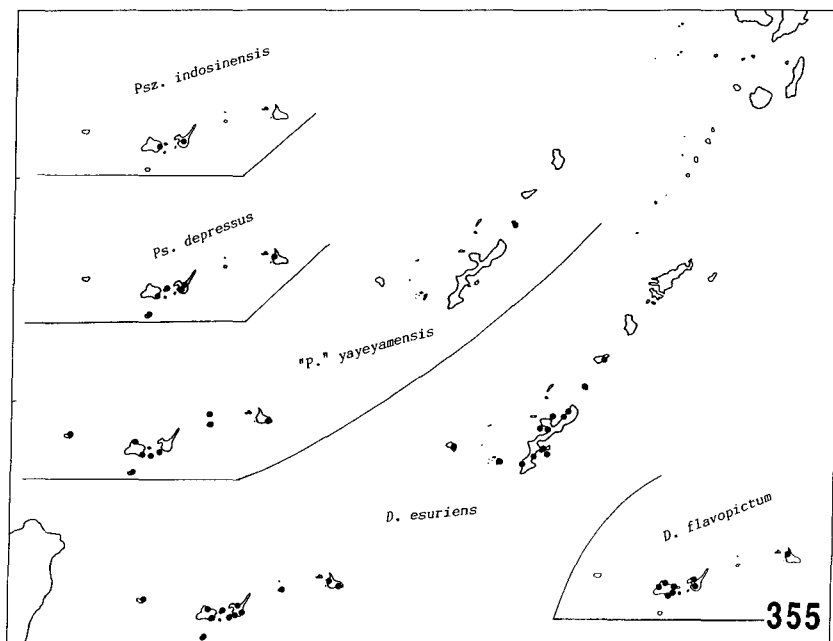 Psz. indosinensis
Ps. depressus
"P." yayeyamensis
D. esuriens
D. flavopictum
355